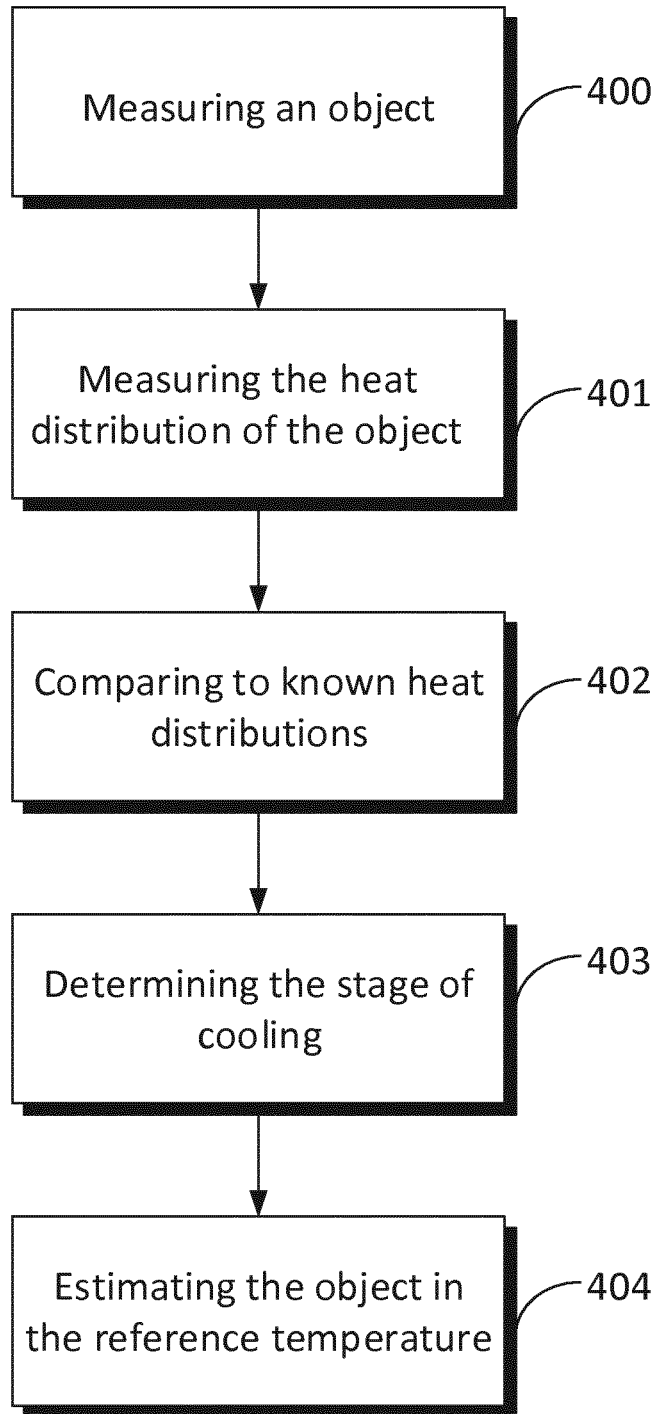 Measuring an object
400
Measuring the heat
distribution of the object
401
Comparing to known heat
distributions
402
Determining the stage of
cooling
403
Estimating the object in
the reference temperature
404